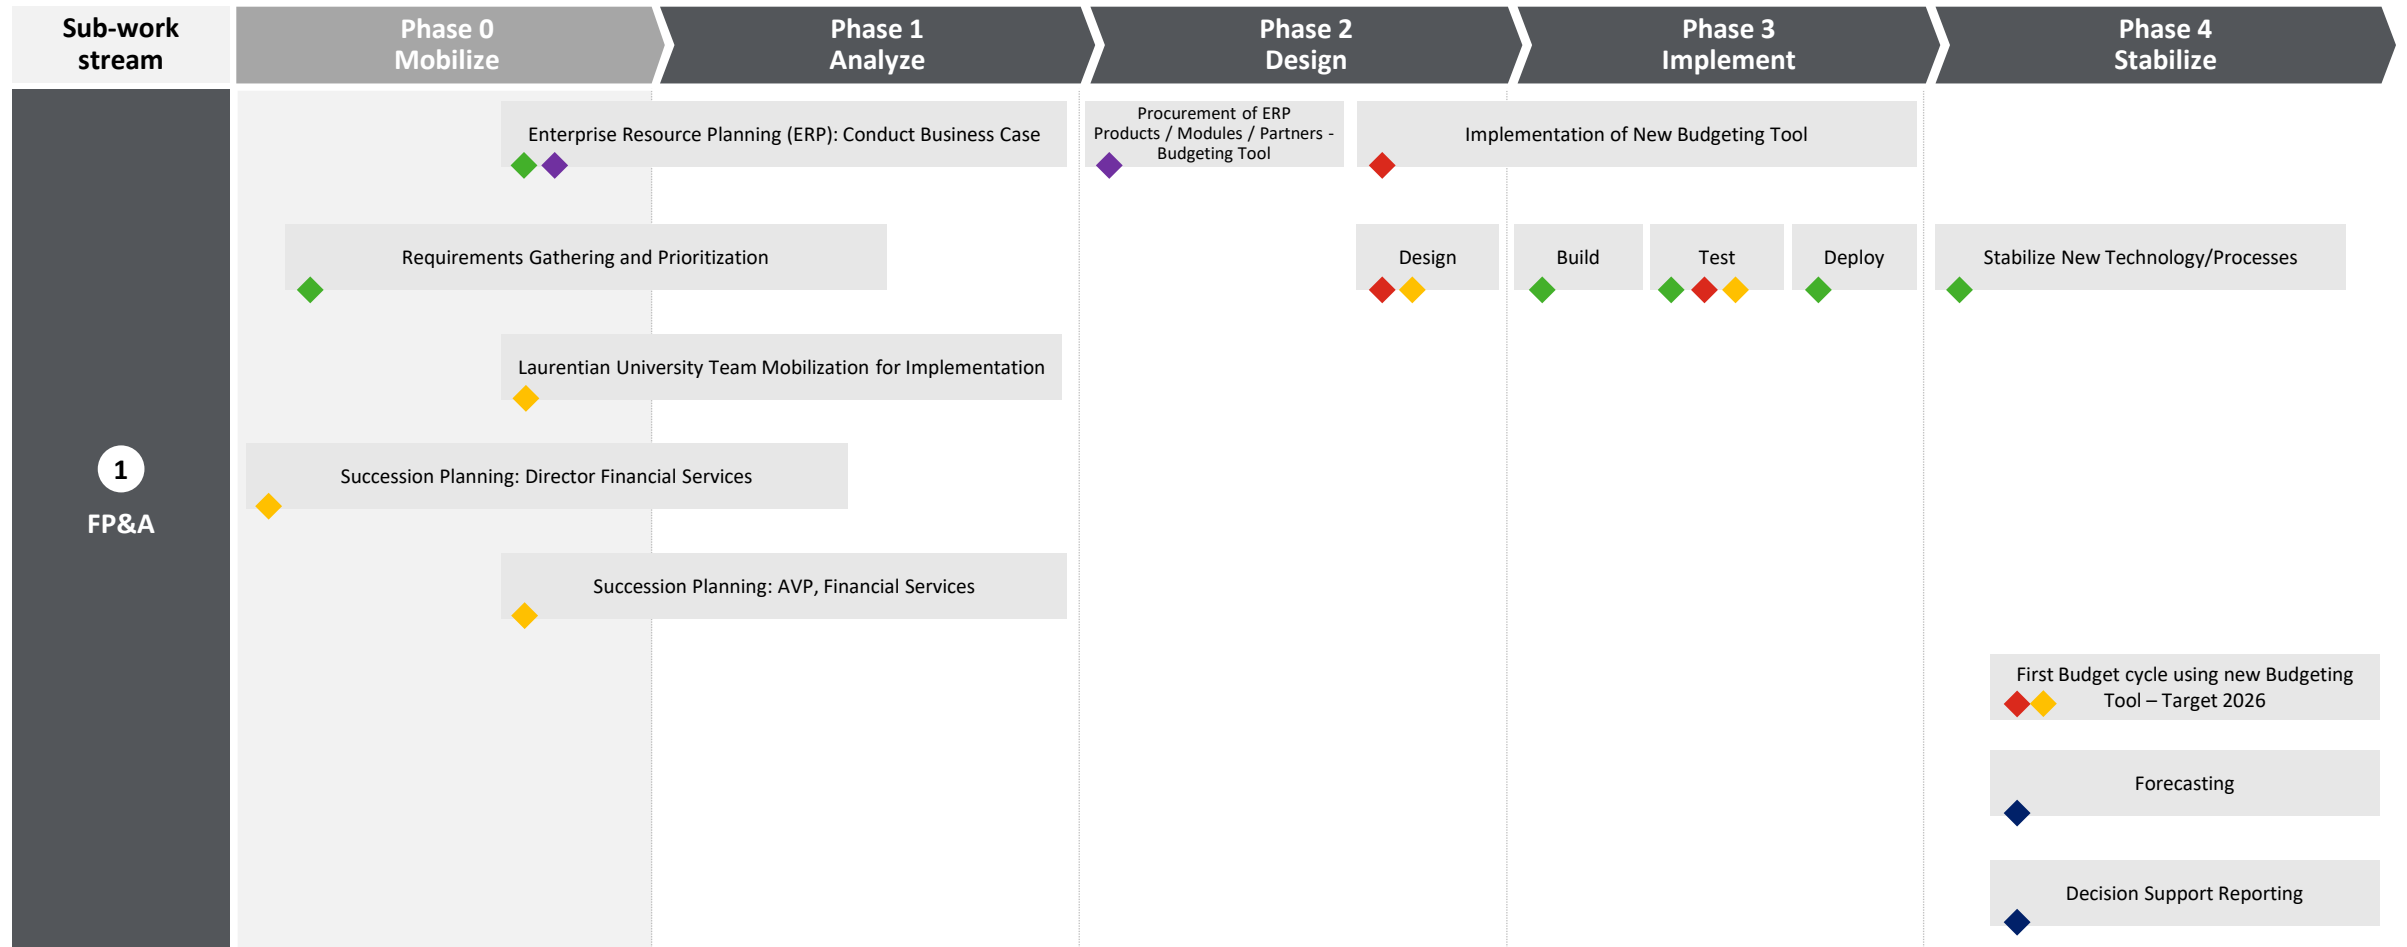 Sub-work
stream
Phase 0
Mobilize
Phase 1
Analyze
Phase 2
Design
Phase 3
Implement
Phase 4
Stabilize
Enterprise Resource Planning (ERP): Conduct Business Case
Procurement of ERP
Products / Modules / Partners -
Budgeting Tool
Implementation of New Budgeting Tool
Requirements Gathering and Prioritization
Design
Build
Test
Deploy
Stabilize New Technology/Processes
Laurentian University Team Mobilization for Implementation
1
FP&A
Succession Planning: Director Financial Services
Succession Planning: AVP, Financial Services
First Budget cycle using new Budgeting
Tool – Target 2026
Forecasting
Decision Support Reporting